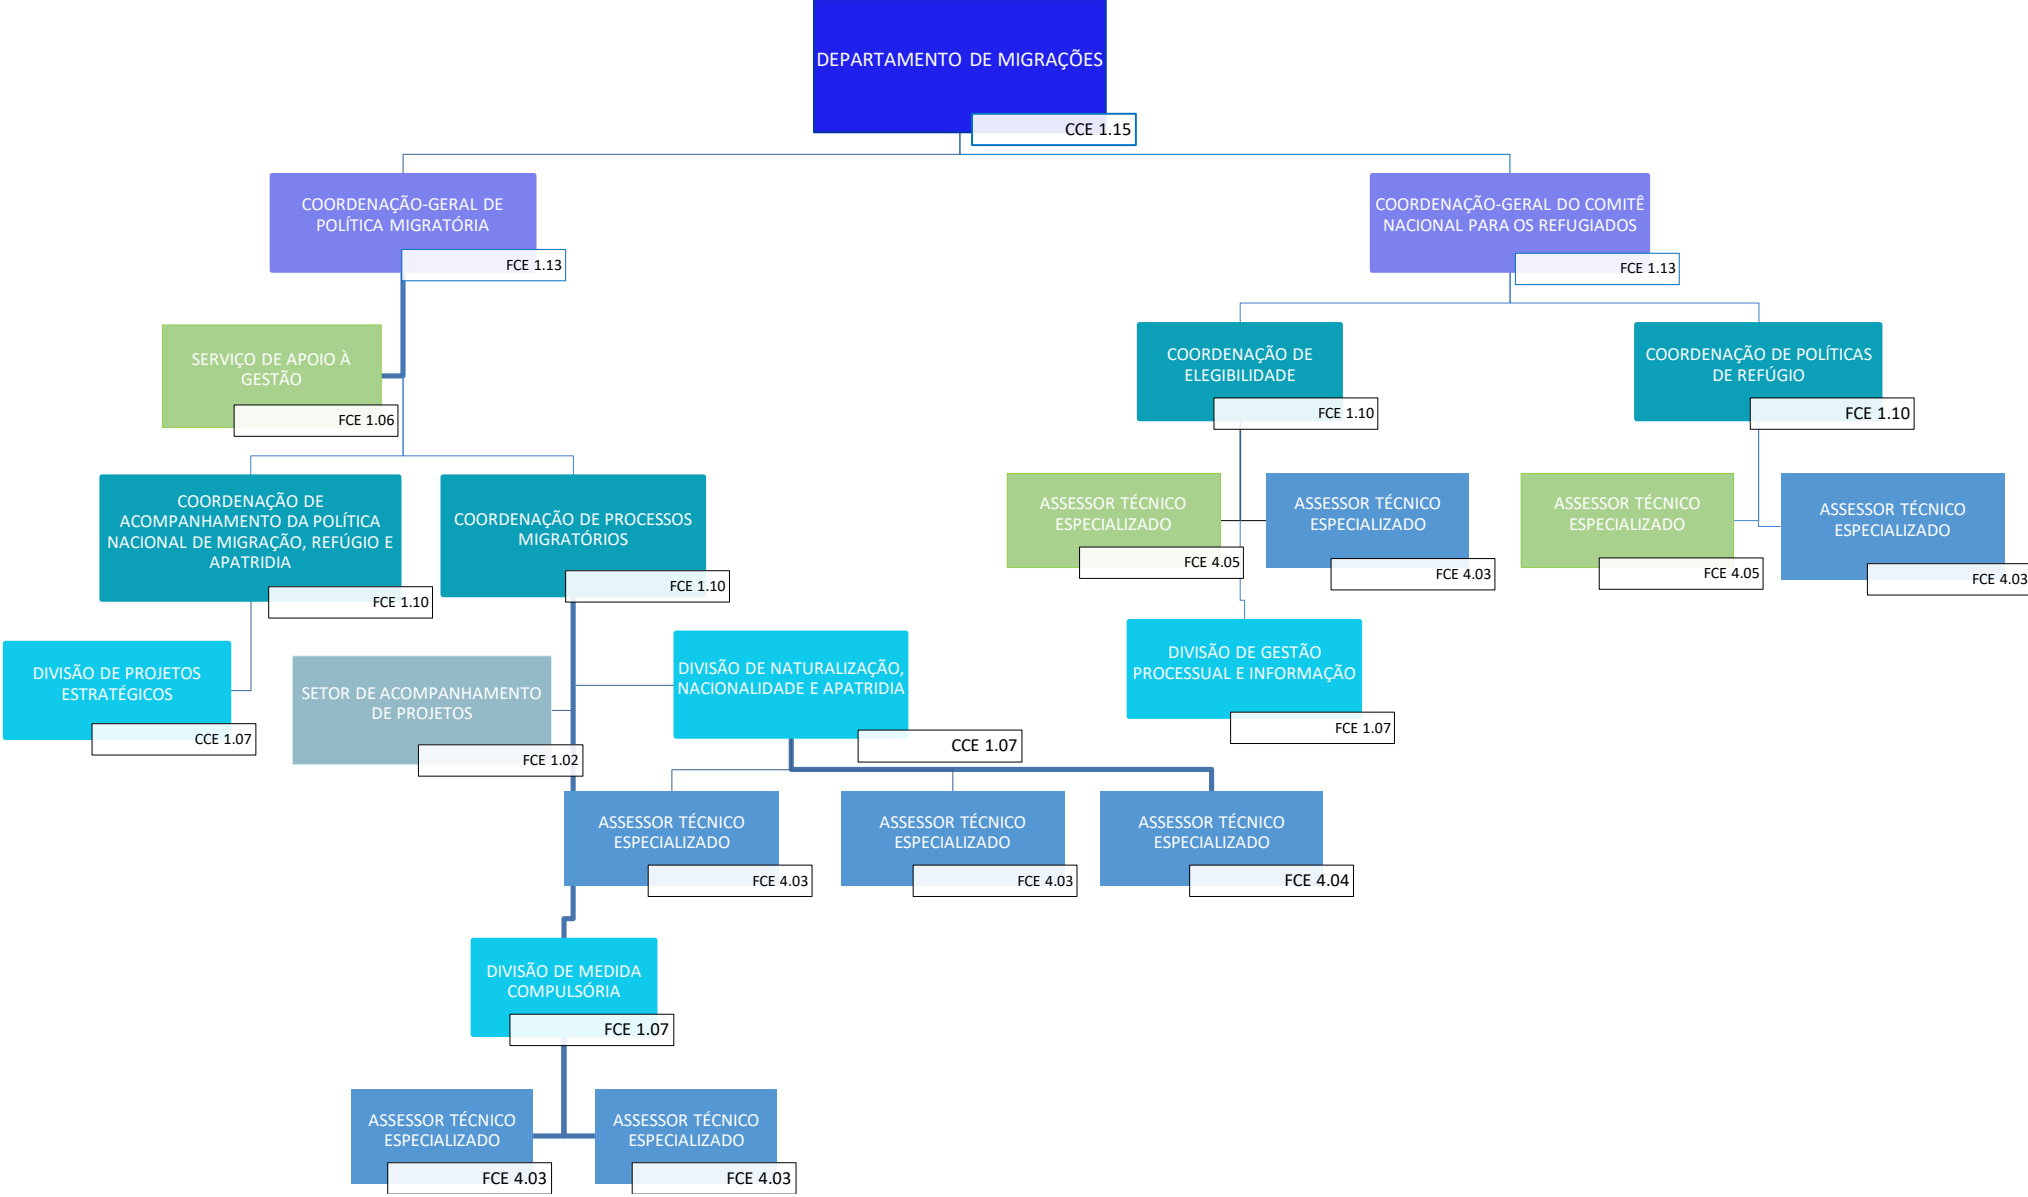 DEPARTAMENTO DE MIGRAÇÕES
CCE 1.15
COORDENAÇÃO-GERAL DE
POLÍTICA MIGRATÓRIA
FCE 1.13
COORDENAÇÃO-GERAL DO COMITÊ
NACIONAL PARA OS REFUGIADOS
FCE 1.13
SERVIÇO DE APOIO À
GESTÃO
FCE 1.06
COORDENAÇÃO DE
ELEGIBILIDADE
FCE 1.10
COORDENAÇÃO DE POLÍTICAS
DE REFÚGIO
FCE 1.10
COORDENAÇÃO DE
ACOMPANHAMENTO DA POLÍTICA
NACIONAL DE MIGRAÇÃO, REFÚGIO E
APATRIDIA
FCE 1.10
COORDENAÇÃO DE PROCESSOS
MIGRATÓRIOS
FCE 1.10
ASSESSOR TÉCNICO
ESPECIALIZADO
FCE 4.05
ASSESSOR TÉCNICO
ESPECIALIZADO
FCE 4.03
ASSESSOR TÉCNICO
ESPECIALIZADO
FCE 4.05
ASSESSOR TÉCNICO
ESPECIALIZADO
FCE 4.03
DIVISÃO DE PROJETOS
ESTRATÉGICOS
CCE 1.07
SETOR DE ACOMPANHAMENTO
DE PROJETOS
FCE 1.02
DIVISÃO DE NATURALIZAÇÃO,
NACIONALIDADE E APATRIDIA
CCE 1.07
DIVISÃO DE GESTÃO
PROCESSUAL E INFORMAÇÃO
FCE 1.07
ASSESSOR TÉCNICO
ESPECIALIZADO
FCE 4.03
ASSESSOR TÉCNICO
ESPECIALIZADO
FCE 4.03
ASSESSOR TÉCNICO
ESPECIALIZADO
FCE 4.04
DIVISÃO DE MEDIDA
COMPULSÓRIA
FCE 1.07
ASSESSOR TÉCNICO
ESPECIALIZADO
FCE 4.03
ASSESSOR TÉCNICO
ESPECIALIZADO
FCE 4.03